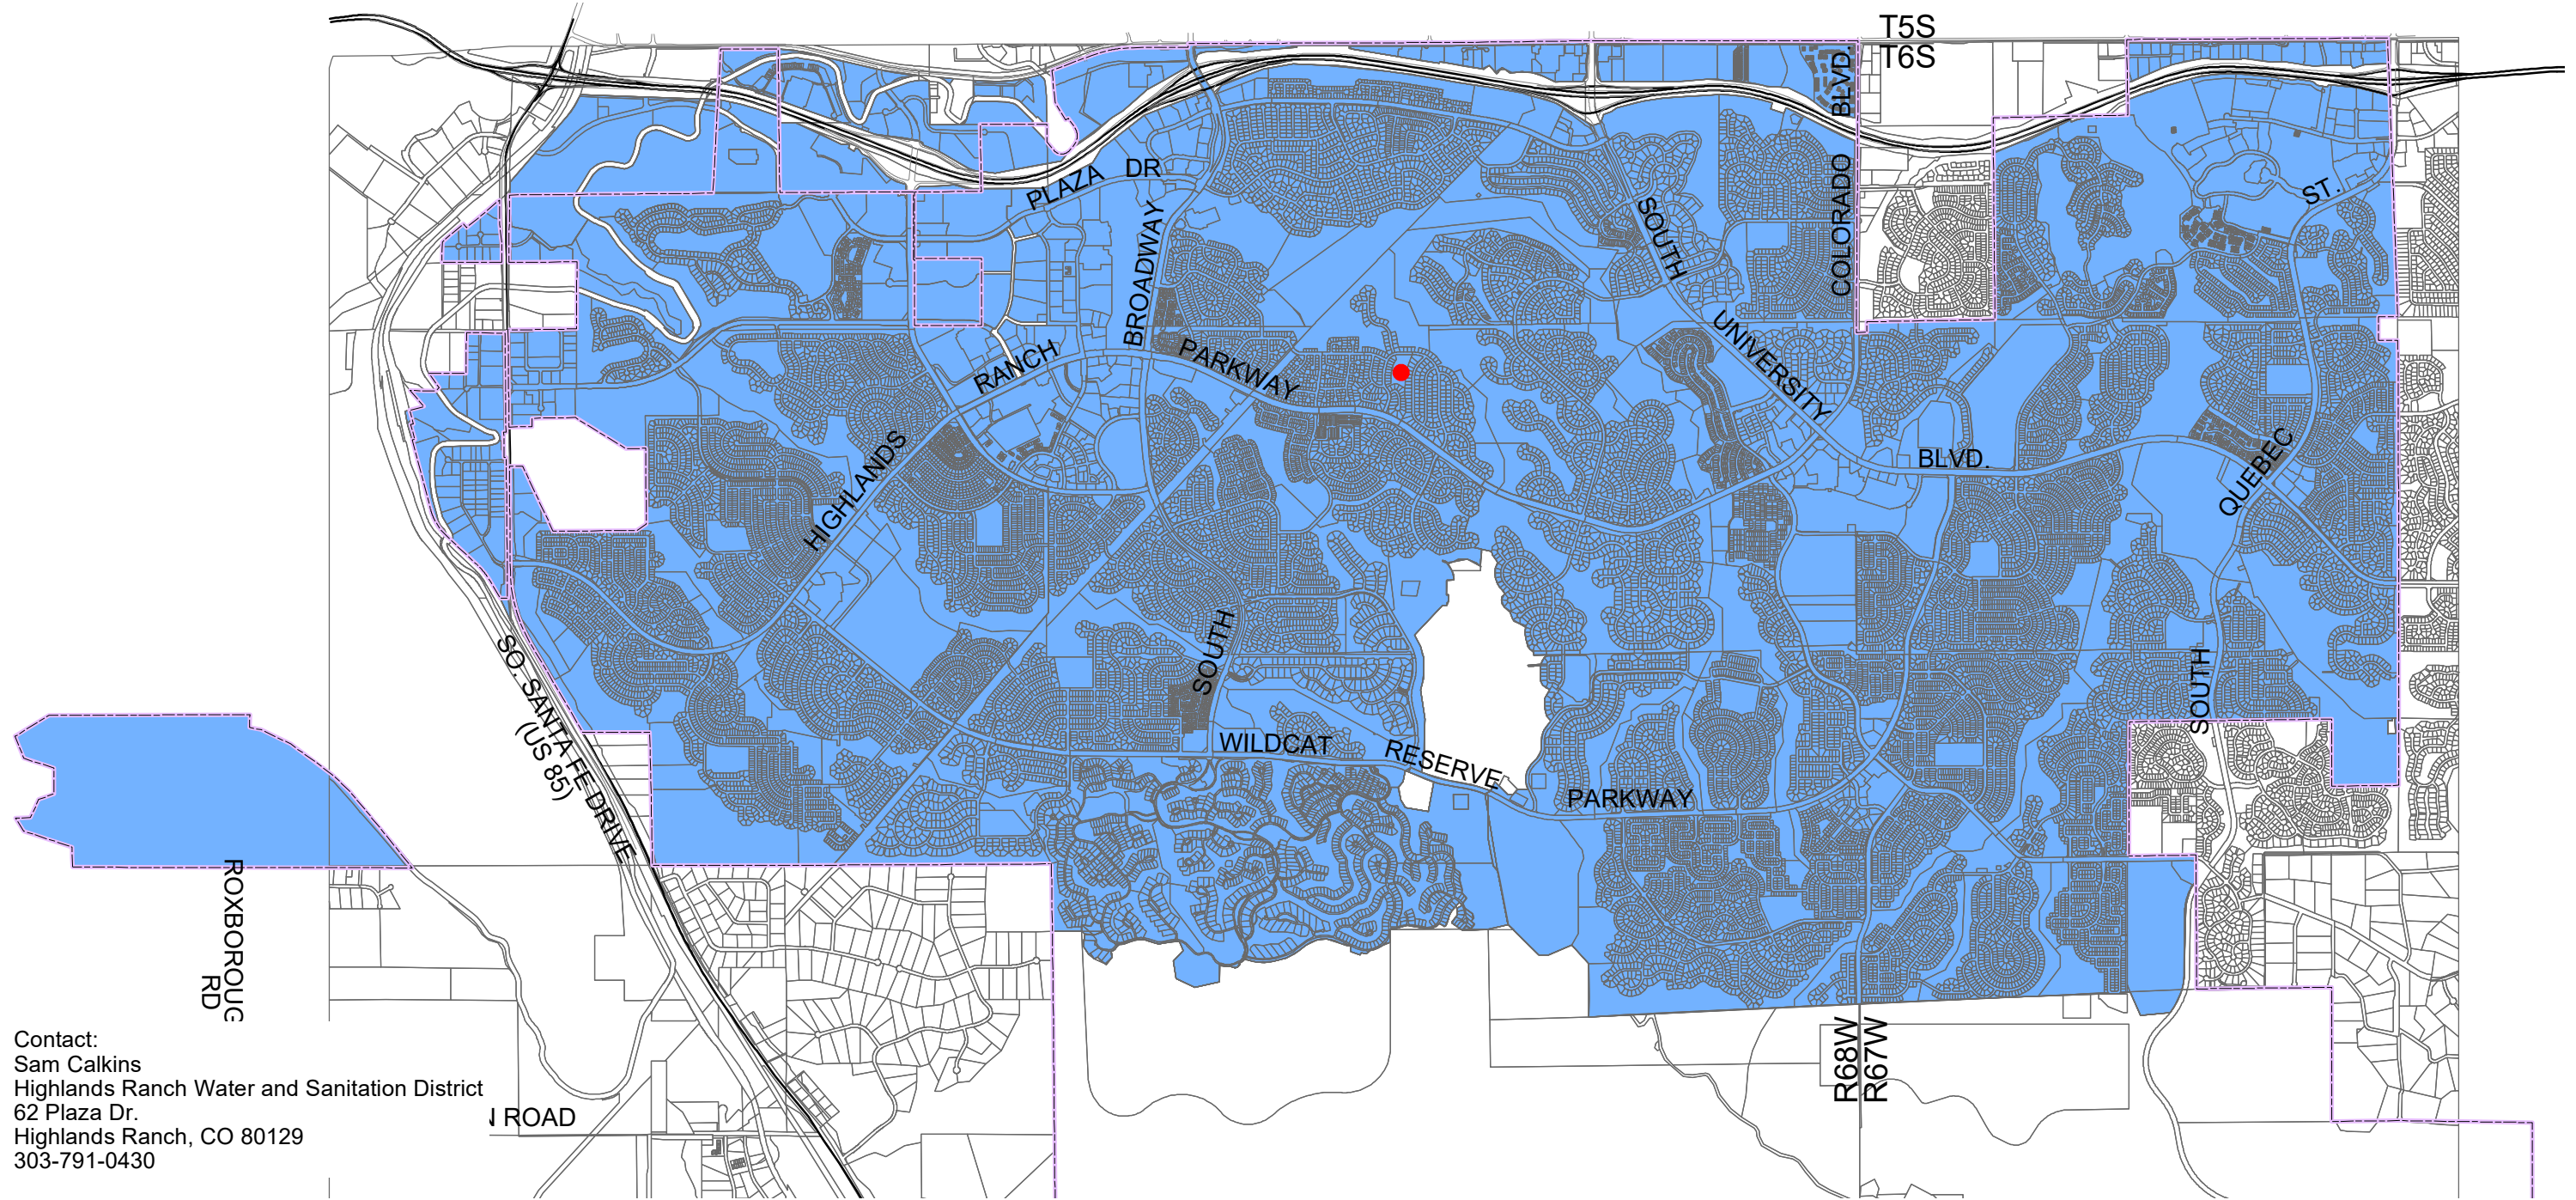 T5S
T6S
BLVD.
COLORADO
PLAZA DR
BROADWAY
SOUTH
UNIVERSITY
BLVD.
ST.
QUEBEC
SOUTH
HIGHLANDS
RANCH
PARKWAY
SOUTH
WILDCAT
RESERVE
PARKWAY
SO. SANTA FE DRIVE
(US 85)
ROXBOROUG
RD
R68W
R67W
N ROAD
Contact:
Sam Calkins
Highlands Ranch Water and Sanitation District
62 Plaza Dr.
Highlands Ranch, CO 80129
303-791-0430